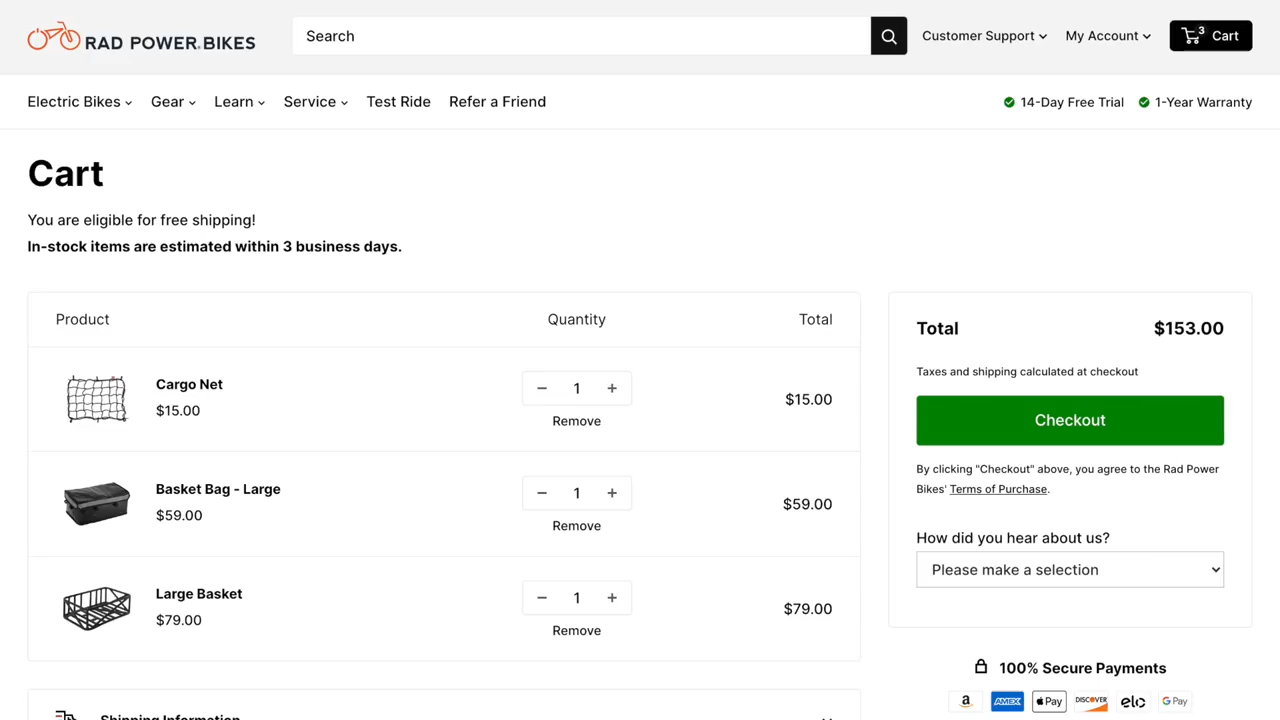 RAD POWER BIKES
Search
Customer Support
My Account
3
Cart
Electric Bikes
Gear
Learn
Service
Test Ride
Refer a Friend
14-Day Free Trial
1-Year Warranty
Cart
You are eligible for free shipping!
In-stock items are estimated within 3 business days.
Product
Quantity
Total
Cargo Net
$15.00
1
Remove
$15.00
Basket Bag - Large
$59.00
1
Remove
$59.00
Large Basket
$79.00
1
Remove
$79.00
Shipping Information
Total
$153.00
Taxes and shipping calculated at checkout
Checkout
By clicking "Checkout" above, you agree to the Rad Power
Bikes' Terms of Purchase.
How did you hear about us?
Please make a selection
100% Secure Payments
a
AMEX
Pay
DISCOVER
elo
G Pay